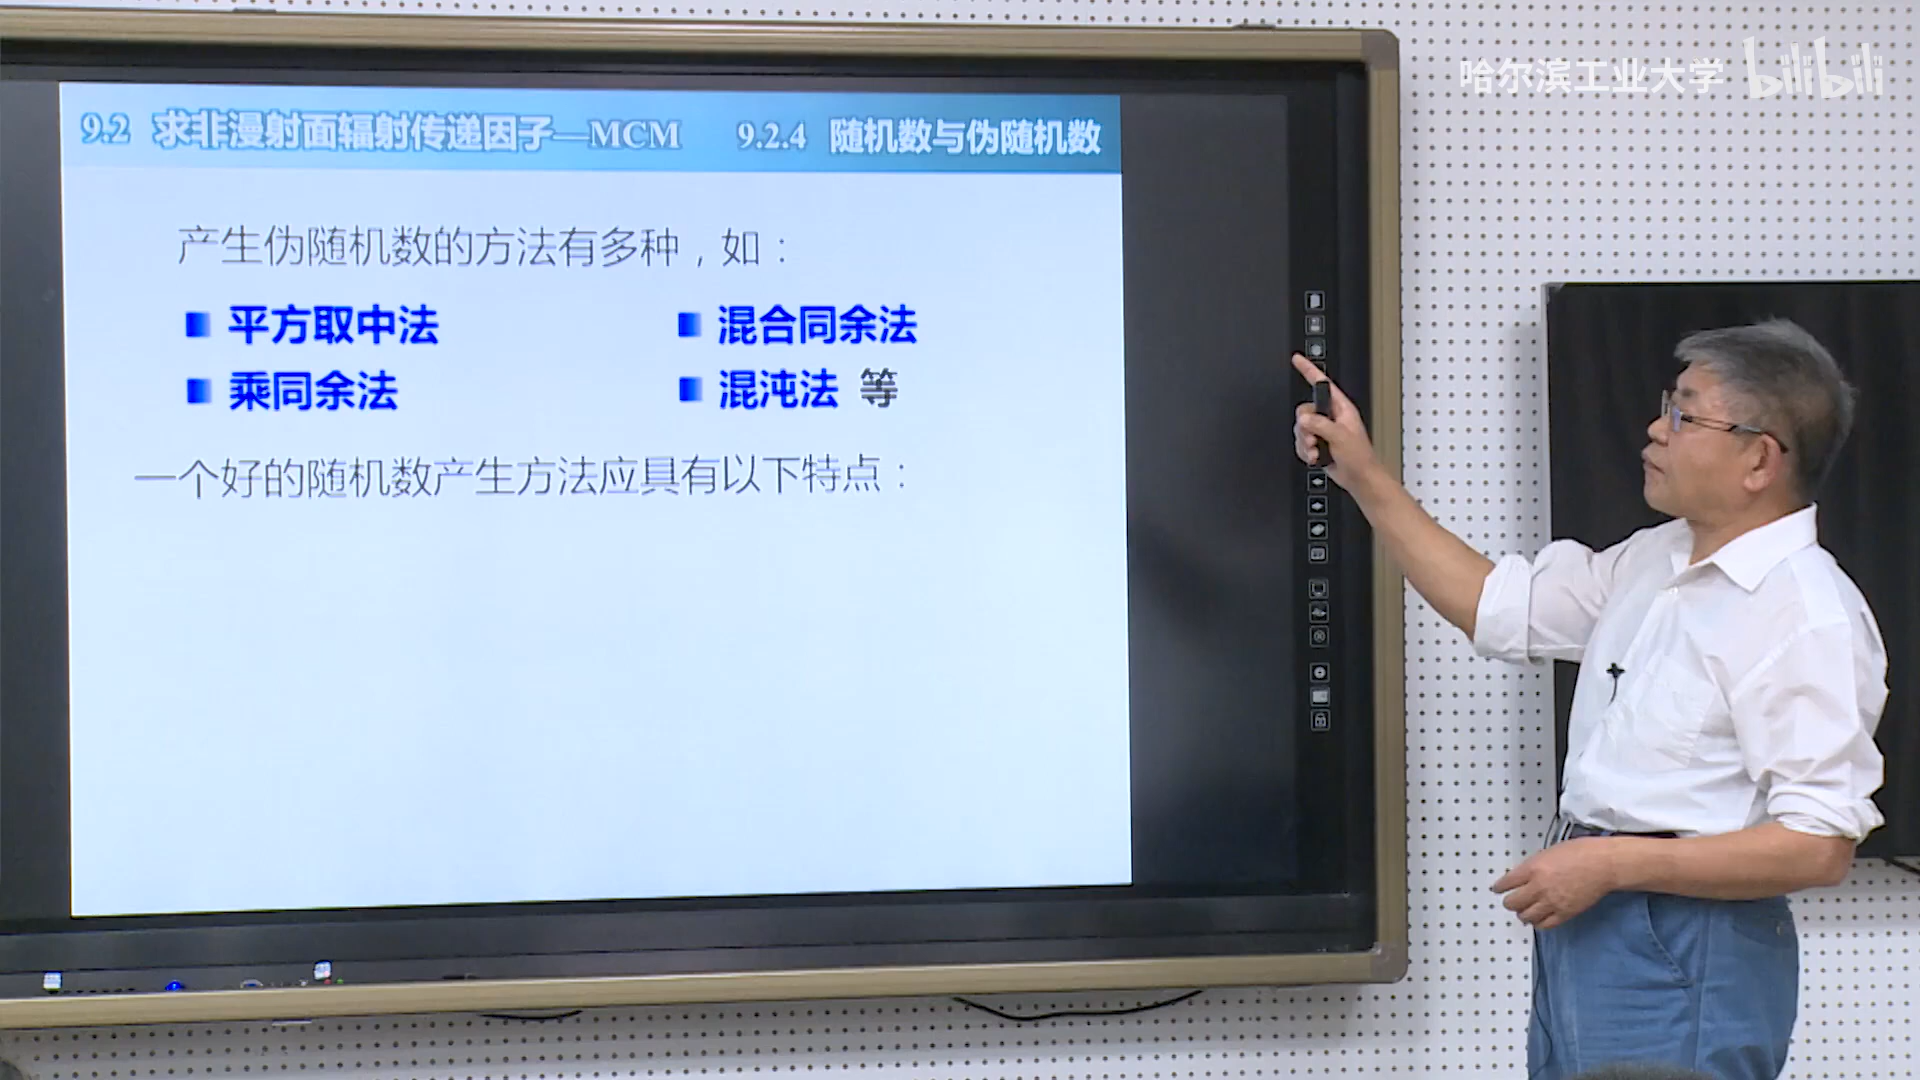 哈尔滨工业大学 bilibili
9.2 求非漫射面辐射传递因子—MCM 9.2.4 随机数与伪随机数
产生伪随机数的方法有多种，如：
平方取中法 混合同余法
乘同余法 混沌法 等
一个好的随机数产生方法应具有以下特点：